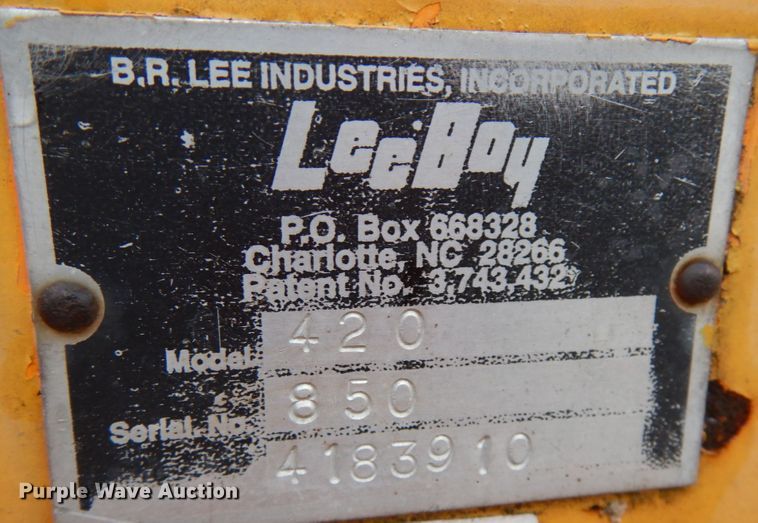 B.R. LEE INDUSTRIES, INCORPORATED
LeeBoy
P.O. Box 668328
Charlotte, NC 28266
Patent No. 3,743,432
Model 420
Serial No. 850
4183910
Purple Wave Auction